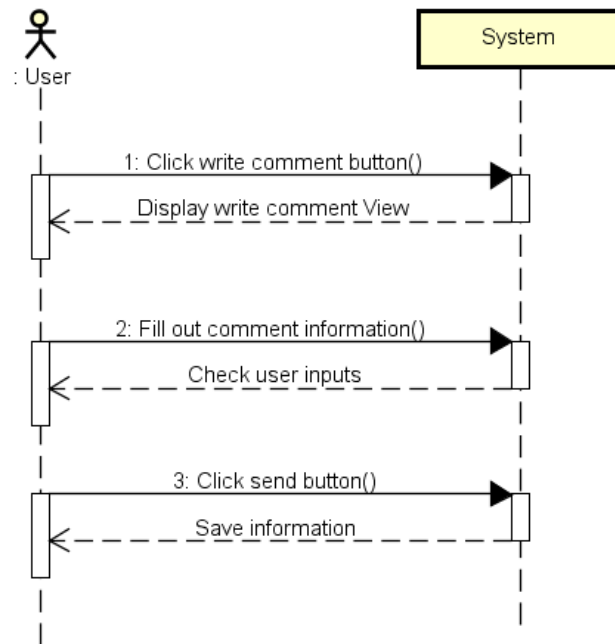 System
: User
1: Click write comment button()
Display write comment View
2: Fill out comment information()
Check user inputs
3: Click send button()
Save information